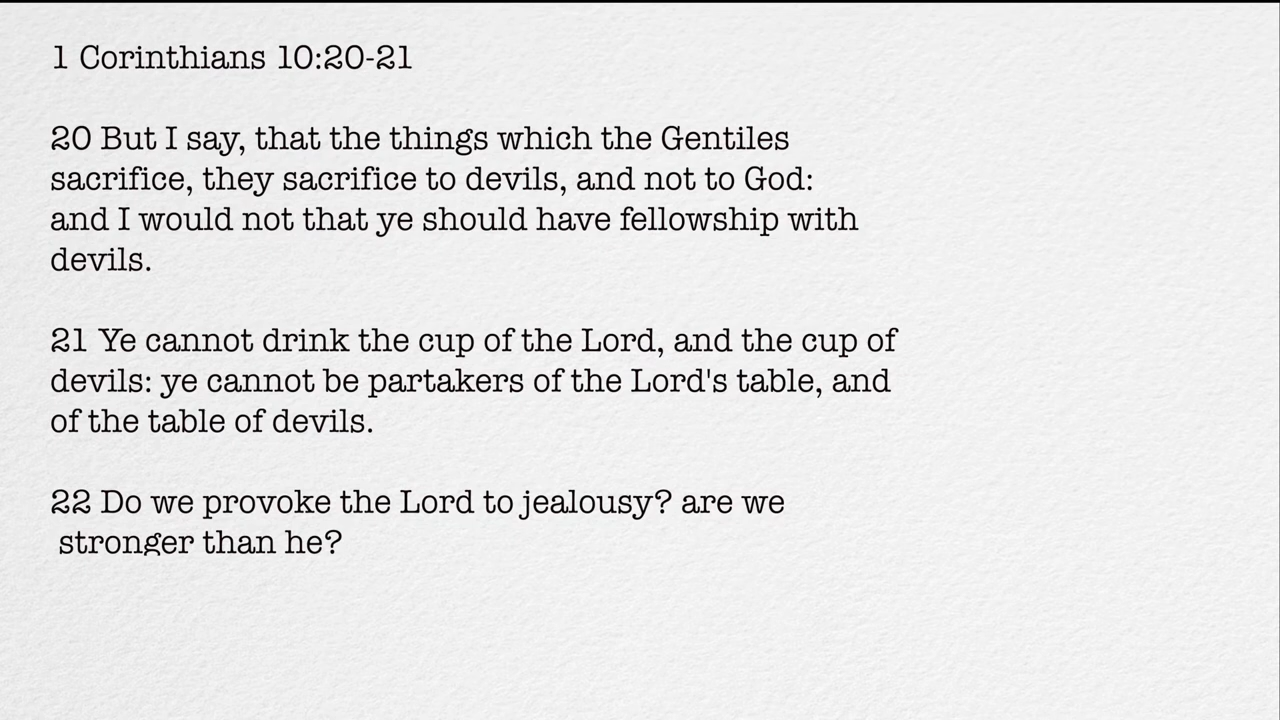 1 Corinthians 10:20-21
20 But I say, that the things which the Gentiles
sacrifice, they sacrifice to devils, and not to God:
and I would not that ye should have fellowship with
devils.
21 Ye cannot drink the cup of the Lord, and the cup of
devils: ye cannot be partakers of the Lord's table, and
of the table of devils.
22 Do we provoke the Lord to jealousy? are we
stronger than he?